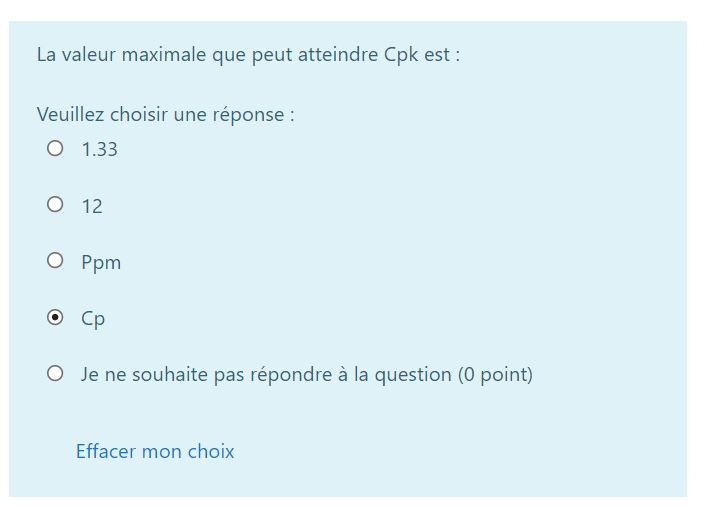 La valeur maximale que peut atteindre Cpk est :
Veuillez choisir une réponse :
1.33
12
Ppm
Cp
Je ne souhaite pas répondre à la question (0 point)
Effacer mon choix